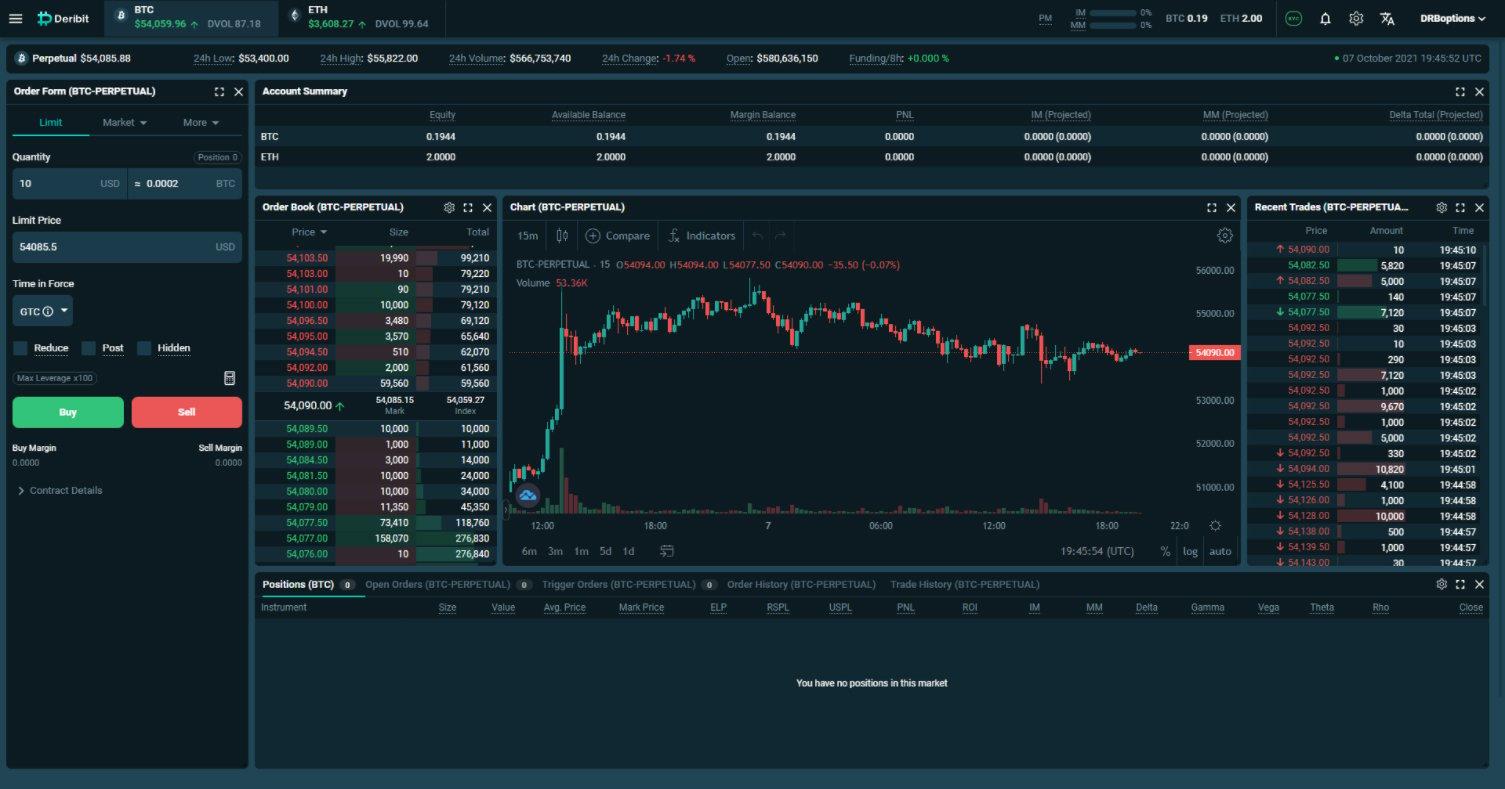 Deribit
BTC
$54,059.96 ↑ DVOL 87.18
ETH
$3,608.27 ↑ DVOL 99.64
PM
IM 0%
MM 0%
BTC 0.19 ETH 2.00
KYC
DRBoptions
Perpetual $54,085.88 24h Low: $53,400.00 24h High: $55,822.00 24h Volume: $566,753,740 24h Change: -1.74 % Open: $580,636,150 Funding/8h: +0.000 % 07 October 2021 19:45:52 UTC
Order Form (BTC-PERPETUAL)
Limit Market More
Quantity Position 0
10 USD ≈ 0.0002 BTC
Limit Price
54085.5 USD
Time in Force
GTC
Reduce Post Hidden
Max Leverage x100
Buy Sell
Buy Margin Sell Margin
0.0000 0.0000
Contract Details
Account Summary
Equity Available Balance Margin Balance PNL IM (Projected) MM (Projected) Delta Total (Projected)
BTC 0.1944 0.1944 0.1944 0.0000 0.0000 (0.0000) 0.0000 (0.0000) 0.0000 (0.0000)
ETH 2.0000 2.0000 2.0000 0.0000 0.0000 (0.0000) 0.0000 (0.0000) 0.0000 (0.0000)
Order Book (BTC-PERPETUAL)
Price Size Total
54,103.50 19,990 99,210
54,103.00 10 79,220
54,101.00 90 79,210
54,100.00 10,000 79,120
54,096.50 3,480 69,120
54,095.00 3,570 65,640
54,094.50 510 62,070
54,092.00 2,000 61,560
54,090.00 59,560 59,560
54,090.00 ↑ 54,085.15 54,059.27
Mark Index
54,089.50 10,000 10,000
54,089.00 1,000 11,000
54,084.50 3,000 14,000
54,081.50 10,000 24,000
54,080.00 10,000 34,000
54,079.00 11,350 45,350
54,077.50 73,410 118,760
54,077.00 158,070 276,830
54,076.00 10 276,840
Chart (BTC-PERPETUAL)
15m Compare Indicators
BTC-PERPETUAL · 15 O54094.00 H54094.00 L54077.50 C54090.00 −35.50 (−0.07%)
Volume 53.36K
56000.00
55000.00
54090.00
53000.00
52000.00
51000.00
12:00 18:00 7 06:00 12:00 18:00 22:0
6m 3m 1m 5d 1d 19:45:54 (UTC) % log auto
Recent Trades (BTC-PERPETUA...
Price Amount Time
↑ 54,090.00 10 19:45:10
54,082.50 5,820 19:45:07
↑ 54,082.50 5,000 19:45:07
54,077.50 140 19:45:07
↓ 54,077.50 7,120 19:45:07
54,092.50 30 19:45:03
54,092.50 10 19:45:03
54,092.50 290 19:45:03
54,092.50 7,120 19:45:03
54,092.50 1,000 19:45:02
54,092.50 9,670 19:45:02
54,092.50 1,000 19:45:02
54,092.50 5,000 19:45:02
↓ 54,092.50 330 19:45:02
↓ 54,094.00 10,820 19:45:01
↓ 54,125.50 4,100 19:44:58
↓ 54,126.00 1,000 19:44:58
↓ 54,128.00 10,000 19:44:58
↓ 54,138.00 500 19:44:57
↓ 54,139.50 1,000 19:44:57
↓ 54,143.00 30 19:44:57
Positions (BTC) 0 Open Orders (BTC-PERPETUAL) 0 Trigger Orders (BTC-PERPETUAL) 0 Order History (BTC-PERPETUAL) Trade History (BTC-PERPETUAL)
Instrument Size Value Avg. Price Mark Price ELP RSPL USPL PNL ROI IM MM Delta Gamma Vega Theta Rho Close
You have no positions in this market